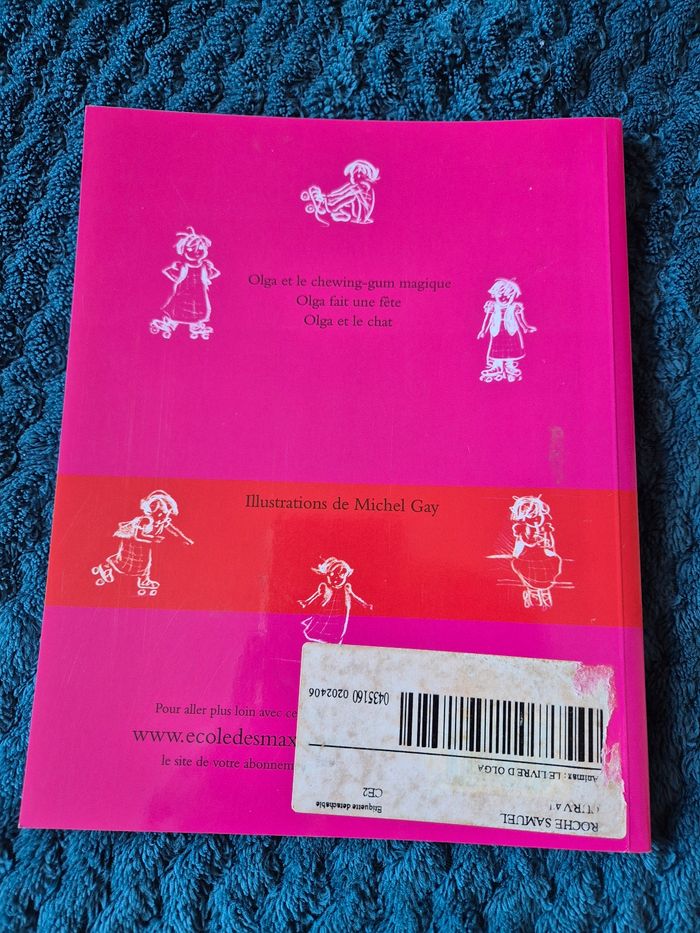 Olga et le chewing-gum magique
Olga fait une fête
Olga et le chat
Illustrations de Michel Gay
Pour aller plus loin avec ce
www.ecoledesmax
le site de votre abonnem
ROCHE SAMUEL
Etiquette détachable
CE2
Animax : LE LIVRE D OLGA
0435160 0202406